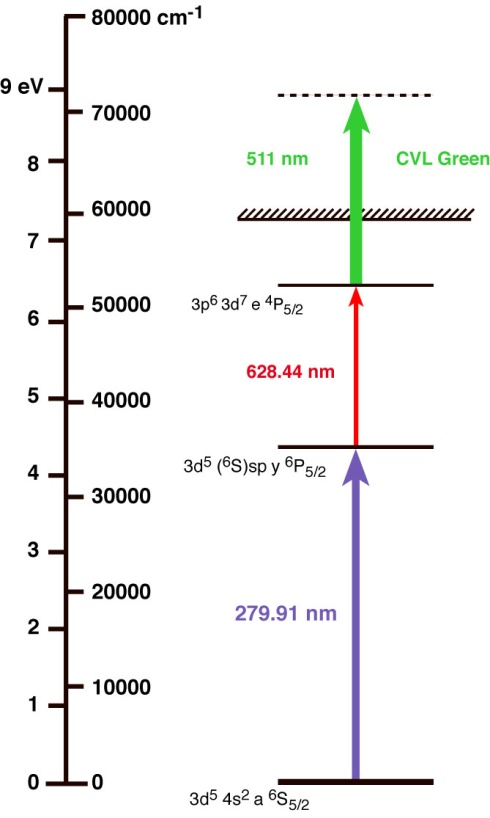 80000 cm-1
9 eV
70000
511 nm CVL Green
8
60000
7
3p6 3d7 e 4P5/2
50000
6
628.44 nm
5
40000
3d5 (6S)sp y 6P5/2
4
30000
3
20000
279.91 nm
2
10000
1
0 0
3d5 4s2 a 6S5/2